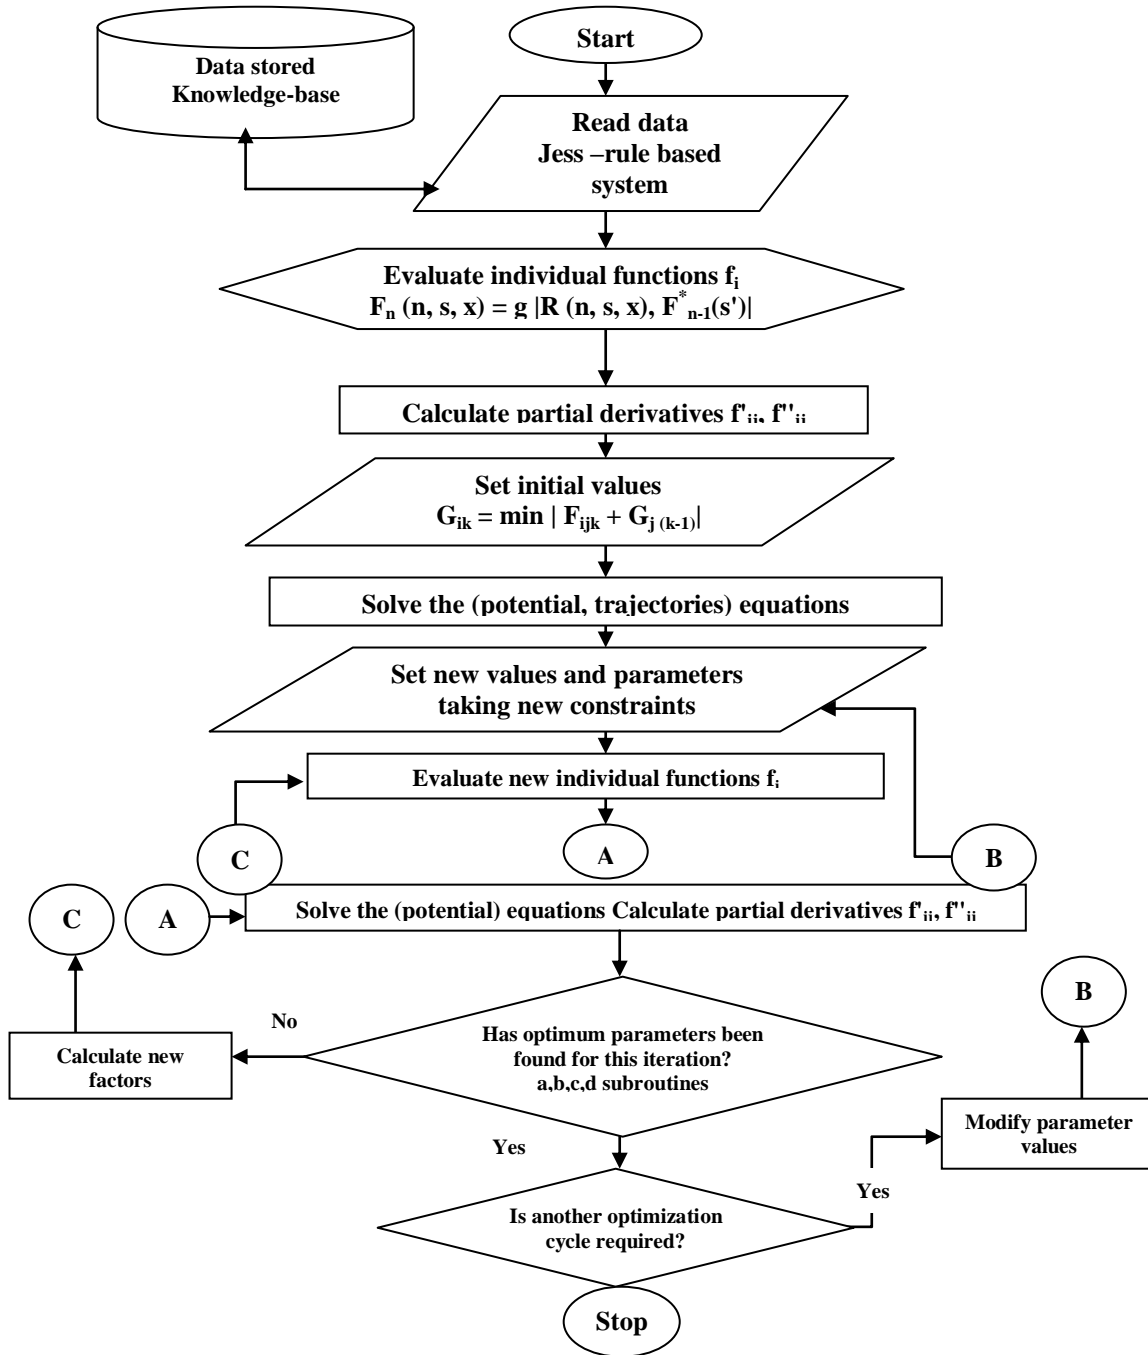 Start
Data stored
Knowledge-base
Read data
Jess –rule based
system
Evaluate individual functions fi
Fn (n, s, x) = g |R (n, s, x), F*n-1(s')|
Calculate partial derivatives f'ij, f''ij
Set initial values
Gik = min | Fijk + Gj (k-1)|
Solve the (potential, trajectories) equations
Set new values and parameters
taking new constraints
Evaluate new individual functions fi
C
A
B
C
A
Solve the (potential) equations Calculate partial derivatives f'ij, f''ij
B
No
Has optimum parameters been
found for this iteration?
a,b,c,d subroutines
Calculate new
factors
Modify parameter
values
Yes
Yes
Is another optimization
cycle required?
Stop